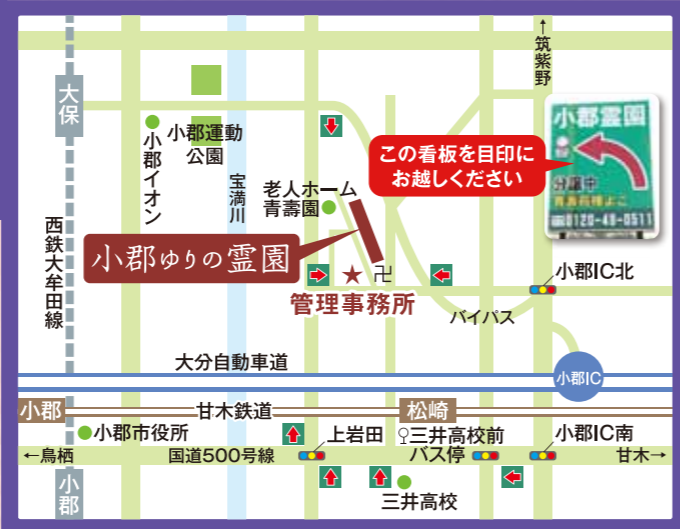 ↑筑紫野
大保
小郡霊園
分譲中
0120-48-0511
この看板を目印に
お越しください
小郡運動
公園
小郡イオン
宝満川
老人ホーム
青壽園
西鉄大牟田線
小郡ゆりの霊園
卍
管理事務所
小郡IC北
バイパス
大分自動車道
小郡IC
小郡
甘木鉄道
松崎
小郡市役所
上岩田
三井高校前
バス停
小郡IC南
←鳥栖
国道500号線
甘木→
小郡
三井高校